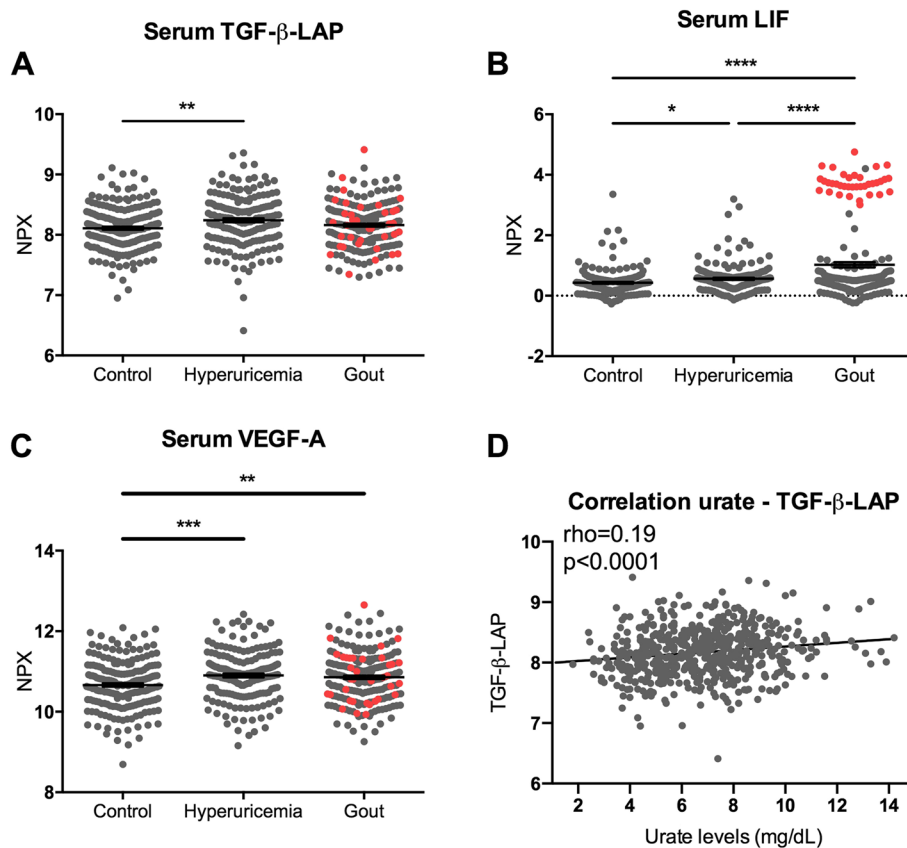 A
Serum TGF-β-LAP
**
NPX
10
9
8
7
6
Control
Hyperuricemia
Gout
B
Serum LIF
****
*
****
NPX
6
4
2
0
-2
Control
Hyperuricemia
Gout
C
Serum VEGF-A
**
***
NPX
14
12
10
8
Control
Hyperuricemia
Gout
D
Correlation urate - TGF-β-LAP
rho=0.19
p<0.0001
TGF-β-LAP
10
9
8
7
6
2 4 6 8 10 12 14
Urate levels (mg/dL)